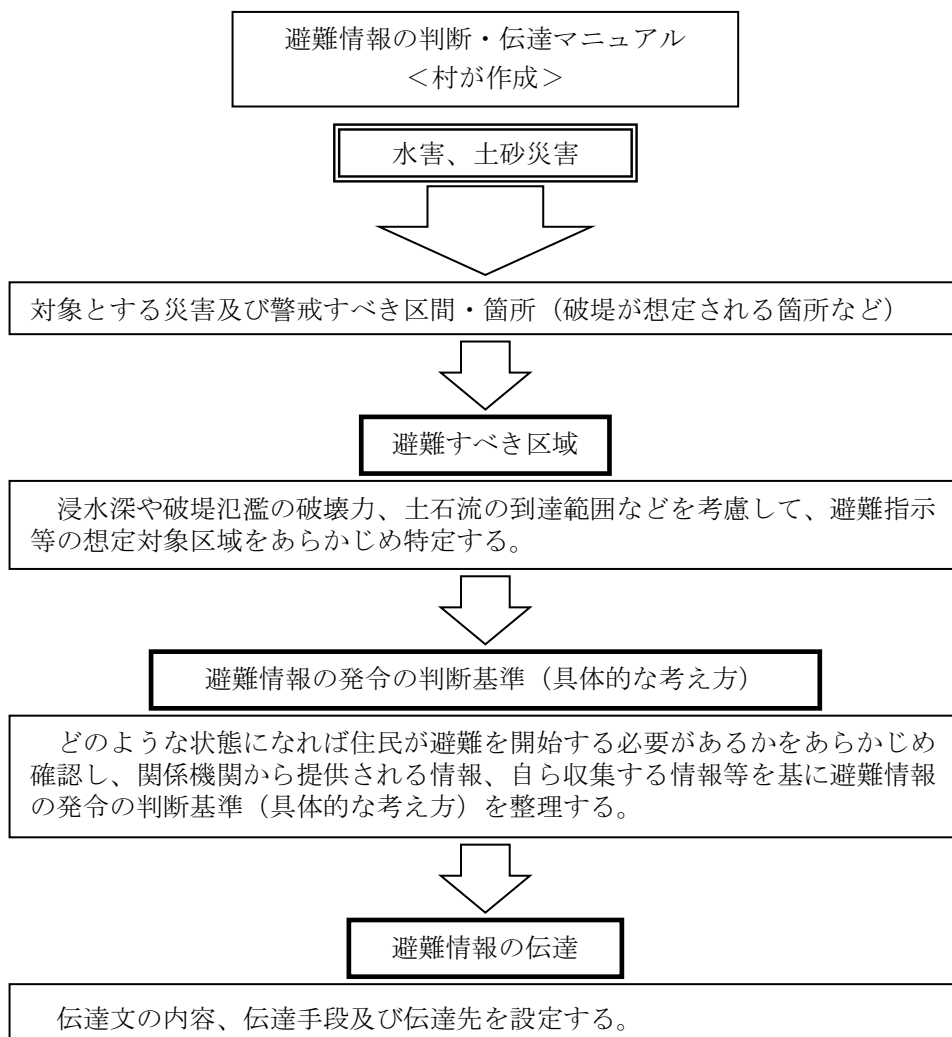 避難情報の判断・伝達マニュアル
＜村が作成＞
水害、土砂災害
対象とする災害及び警戒すべき区間・箇所（破堤が想定される箇所など）
避難すべき区域
浸水深や破堤氾濫の破壊力、土石流の到達範囲などを考慮して、避難指示
等の想定対象区域をあらかじめ特定する。
避難情報の発令の判断基準（具体的な考え方）
どのような状態になれば住民が避難を開始する必要があるかをあらかじめ
確認し、関係機関から提供される情報、自ら収集する情報等を基に避難情報
の発令の判断基準（具体的な考え方）を整理する。
避難情報の伝達
伝達文の内容、伝達手段及び伝達先を設定する。